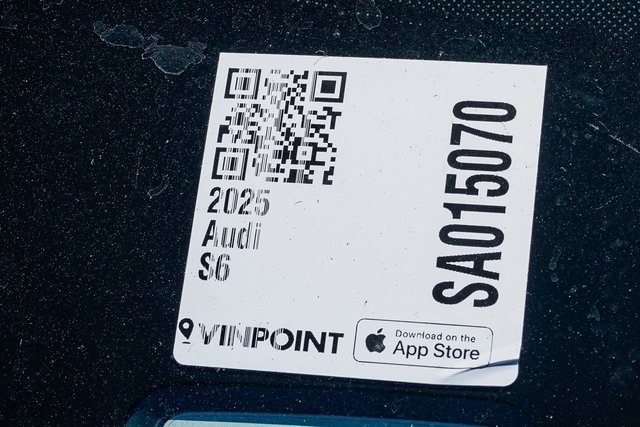 2025
Audi
S6
SA015070
VINPOINT
Download on the
App Store